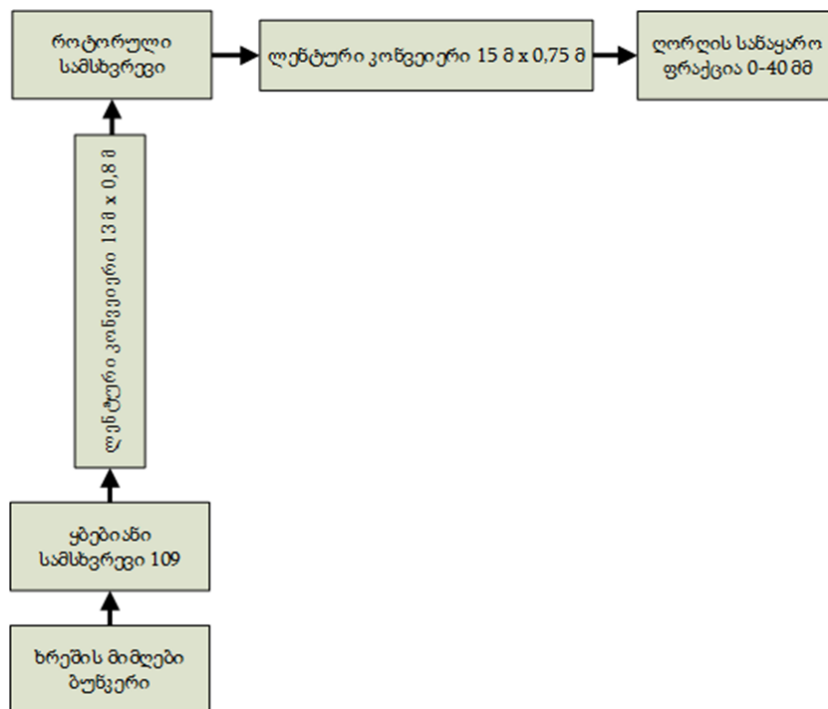 როტორული
სამსხვრევი
ლენტური კონვეიერი 15 მ x 0,75 მ
ღორღის სანაყარო
ფრაქცია 0-40 მმ
ლენტური კონვეიერი 13 მ x 0,8 მ
ყბებიანი
სამსხვრევი 109
ხრეშის მიმღები
ბუნკერი